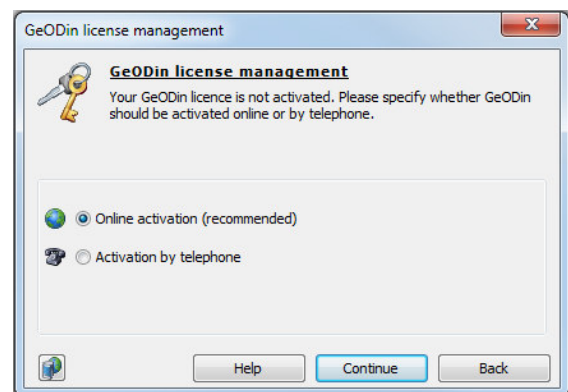 GeODin license management
GeODin license management
Your GeODin licence is not activated. Please specify whether GeODin
should be activated online or by telephone.
Online activation (recommended)
Activation by telephone
Help
Continue
Back